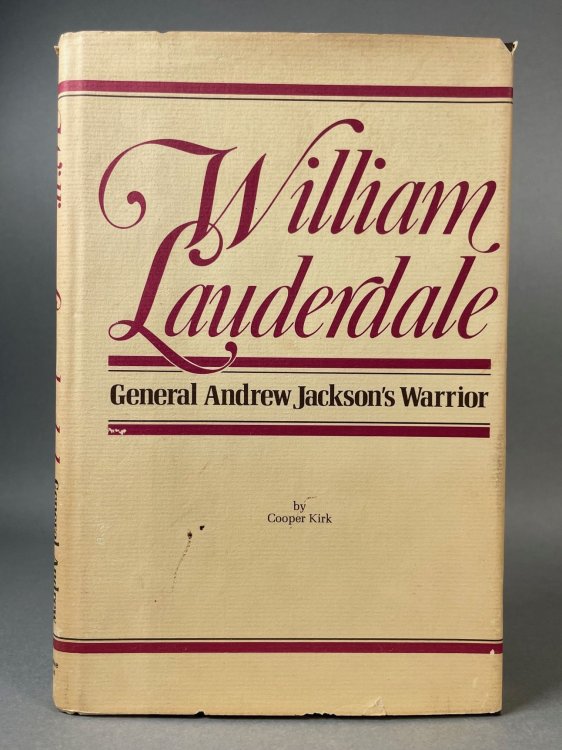 William
Lauderdale
General Andrew Jackson's Warrior
by
Cooper Kirk